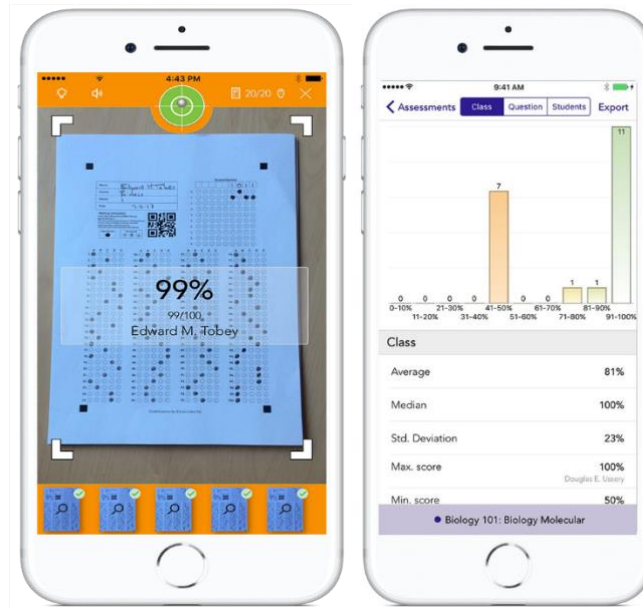 4:43 PM
20/20
99%
99/100
Edward M. Tobey
9:41 AM
Assessments Class Question Students Export
11
7
1
1
0 0 0 0 0 0
0-10% 21-30% 41-50% 61-70% 81-90%
11-20% 31-40% 51-60% 71-80% 91-100%
Class
Average 81%
Median 100%
Std. Deviation 23%
Max. score 100%
Douglas E. Ussery
Min. score 50%
Biology 101: Biology Molecular